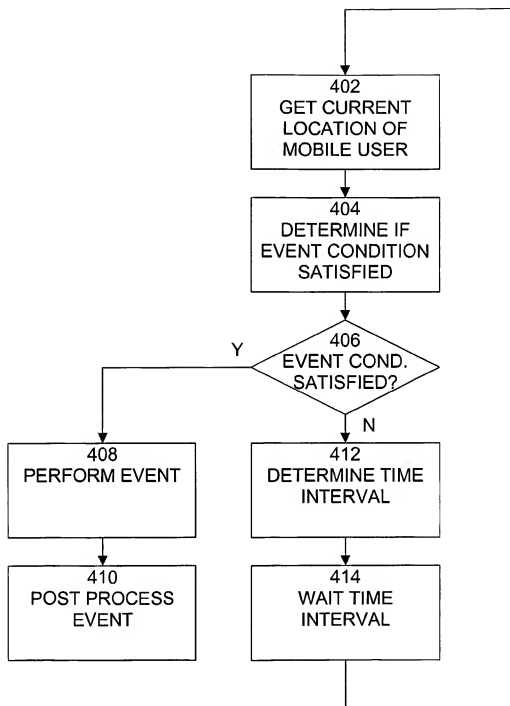 402
GET CURRENT
LOCATION OF
MOBILE USER
404
DETERMINE IF
EVENT CONDITION
SATISFIED
406
EVENT COND.
SATISFIED?
Y
N
408
PERFORM EVENT
410
POST PROCESS
EVENT
412
DETERMINE TIME
INTERVAL
414
WAIT TIME
INTERVAL